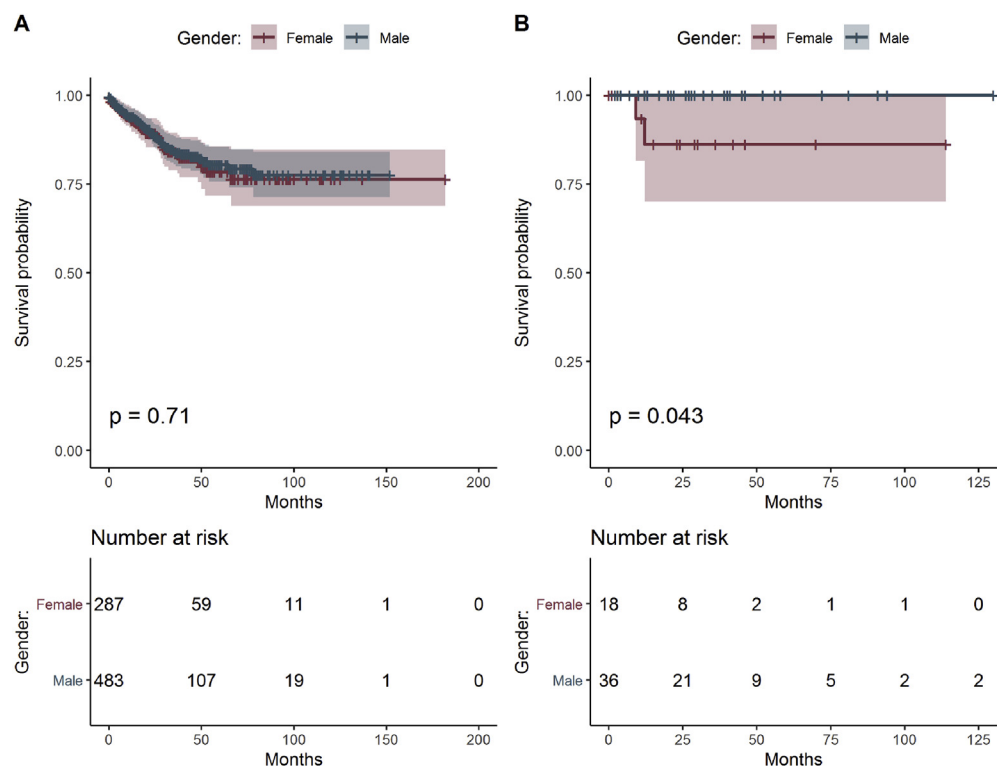 A
Gender: Female Male
1.00
0.75
0.50
0.25
0.00
Survival probability
p = 0.71
0 50 100 150 200
Months
Number at risk
Gender:
Female 287 59 11 1 0
Male 483 107 19 1 0
0 50 100 150 200
Months
B
Gender: Female Male
1.00
0.75
0.50
0.25
0.00
Survival probability
p = 0.043
0 25 50 75 100 125
Months
Number at risk
Gender:
Female 18 8 2 1 1 0
Male 36 21 9 5 2 2
0 25 50 75 100 125
Months